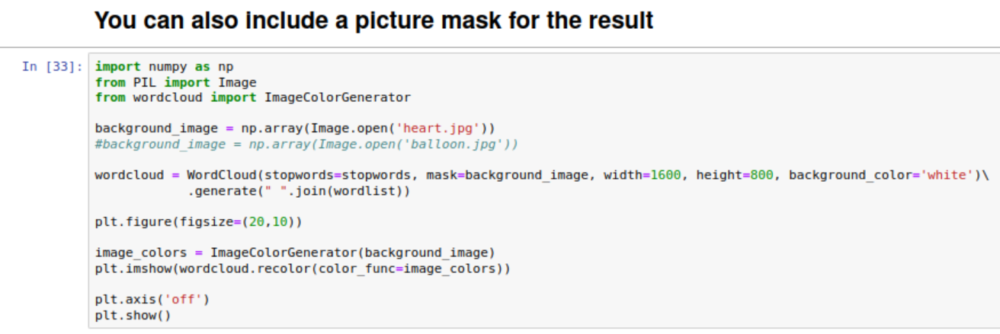 You can also include a picture mask for the result
In [33]:
import numpy as np
from PIL import Image
from wordcloud import ImageColorGenerator
background_image = np.array(Image.open('heart.jpg'))
#background_image = np.array(Image.open('balloon.jpg'))
wordcloud = WordCloud(stopwords=stopwords, mask=background_image, width=1600, height=800, background_color='white')\
.generate(" ".join(wordlist))
plt.figure(figsize=(20,10))
image_colors = ImageColorGenerator(background_image)
plt.imshow(wordcloud.recolor(color_func=image_colors))
plt.axis('off')
plt.show()